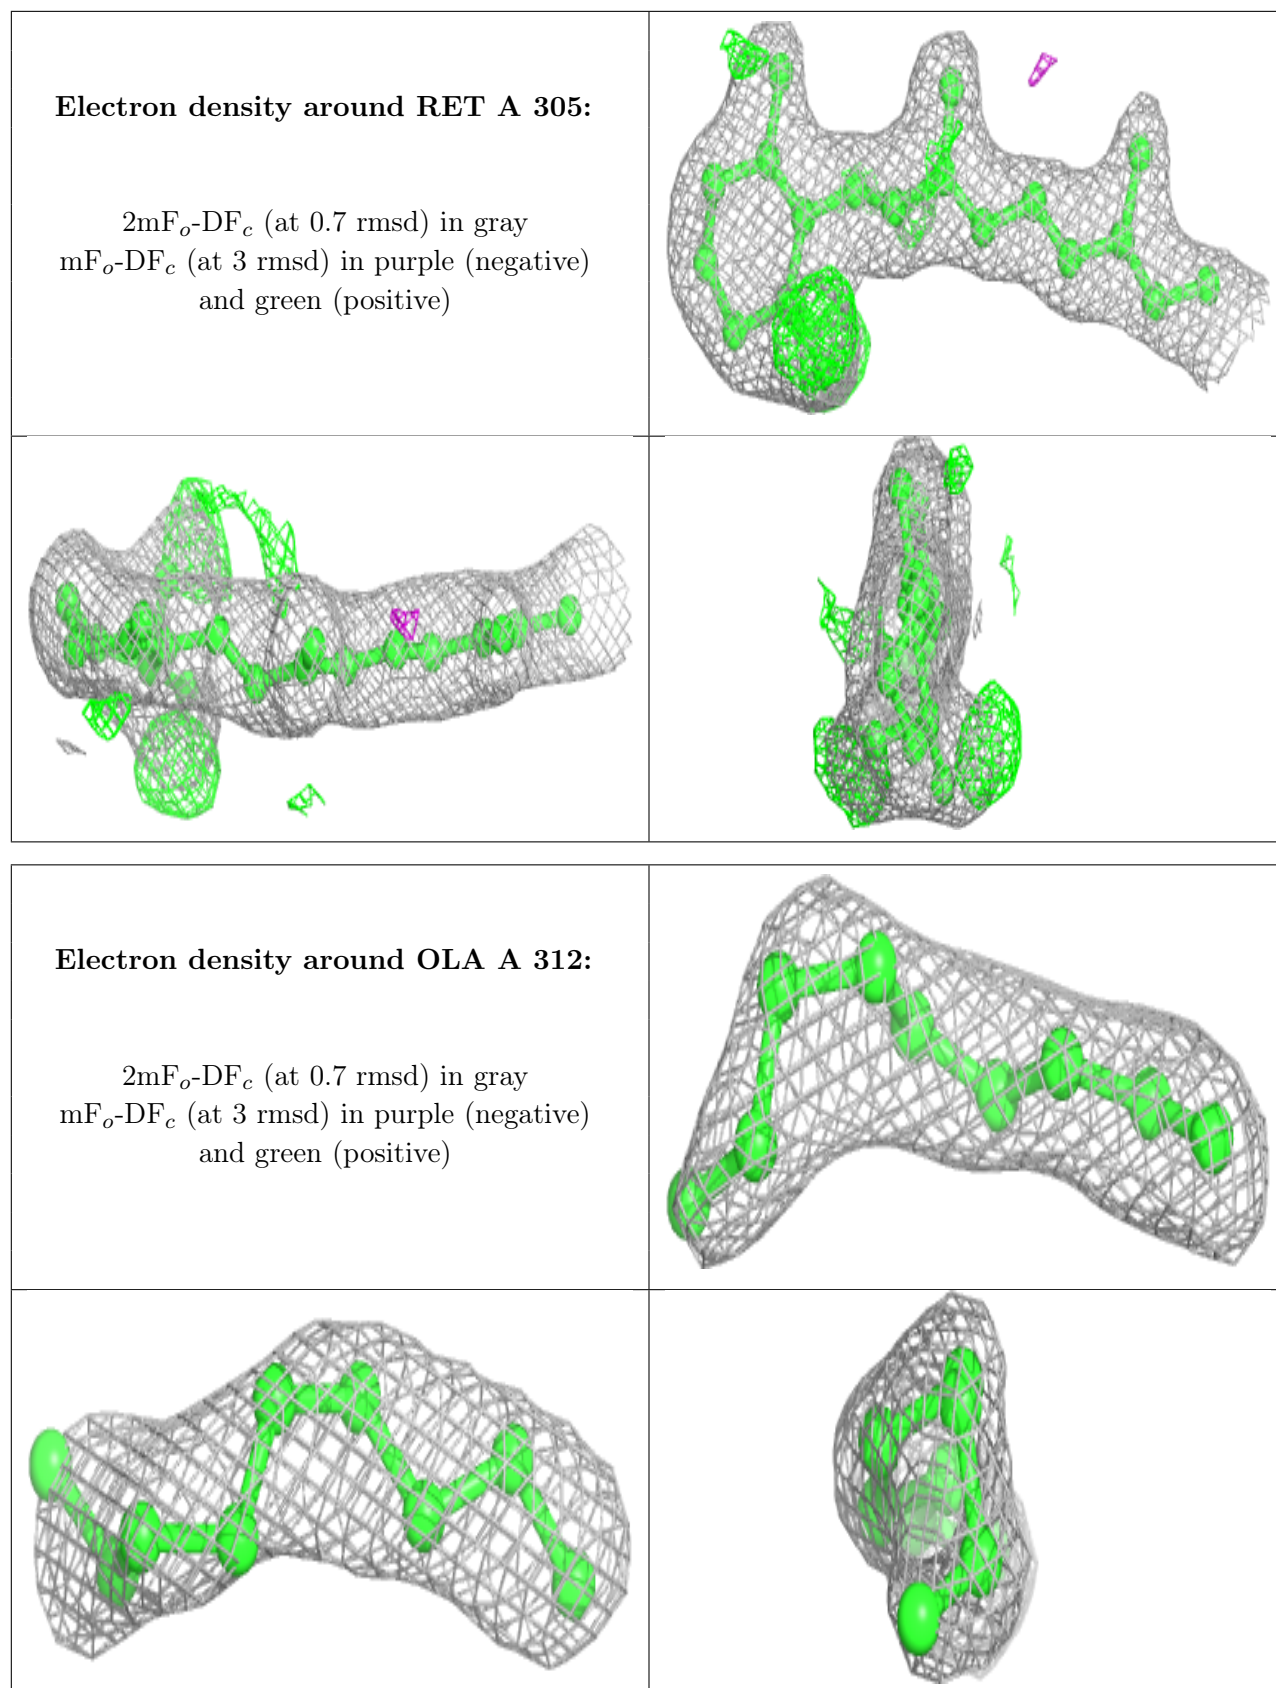 Electron density around RET A 305:
2mFo-DFc (at 0.7 rmsd) in gray
mFo-DFc (at 3 rmsd) in purple (negative)
and green (positive)
Electron density around OLA A 312:
2mFo-DFc (at 0.7 rmsd) in gray
mFo-DFc (at 3 rmsd) in purple (negative)
and green (positive)